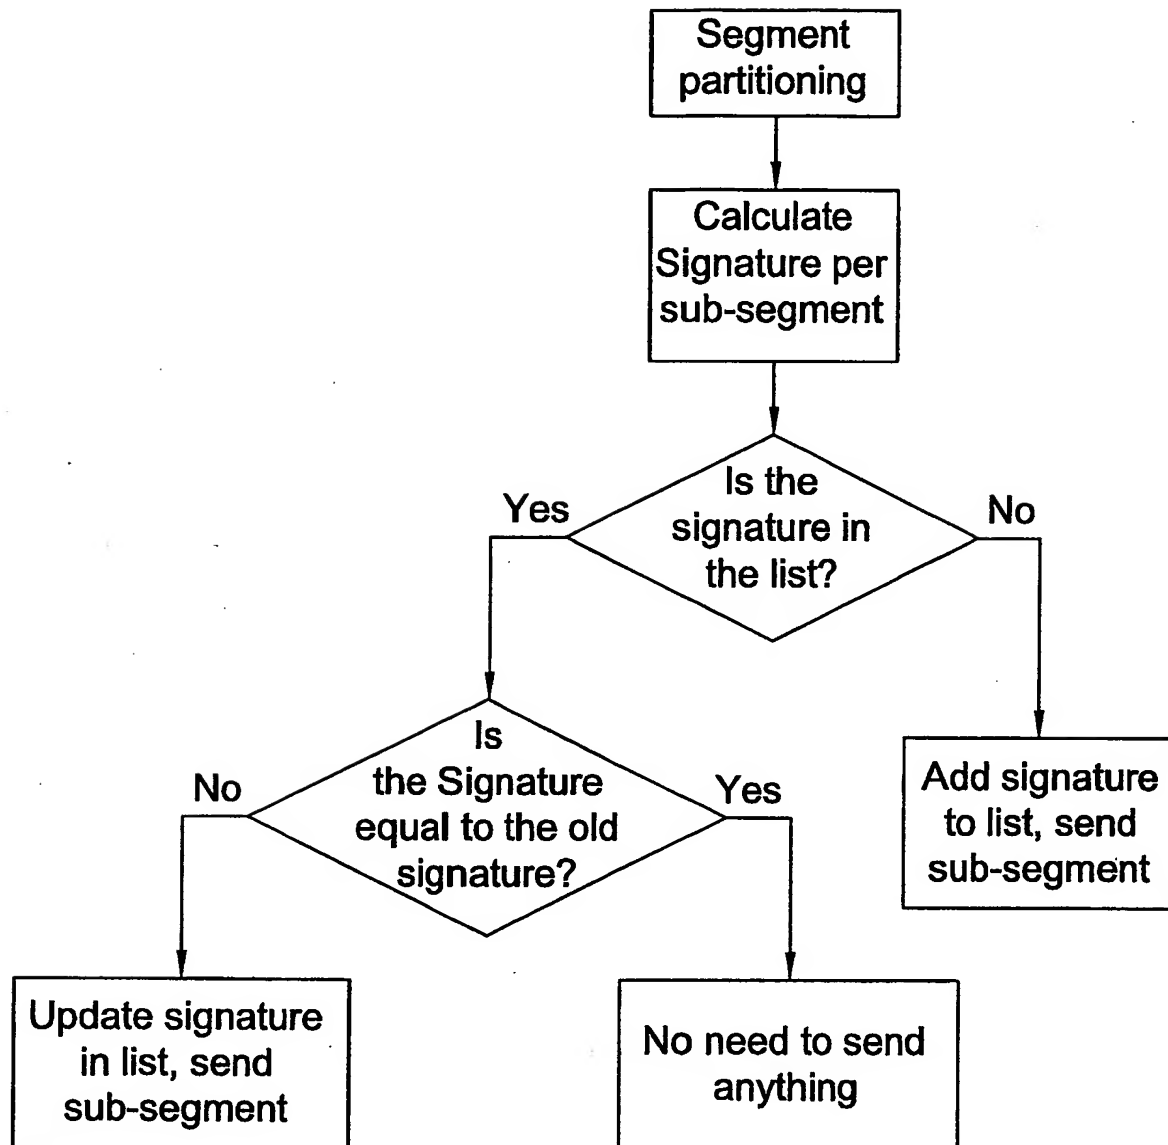 Segment
partitioning
Calculate
Signature per
sub-segment
Is the
signature in
the list?
Yes
No
Is
the Signature
equal to the old
signature?
No
Yes
Add signature
to list, send
sub-segment
Update signature
in list, send
sub-segment
No need to send
anything